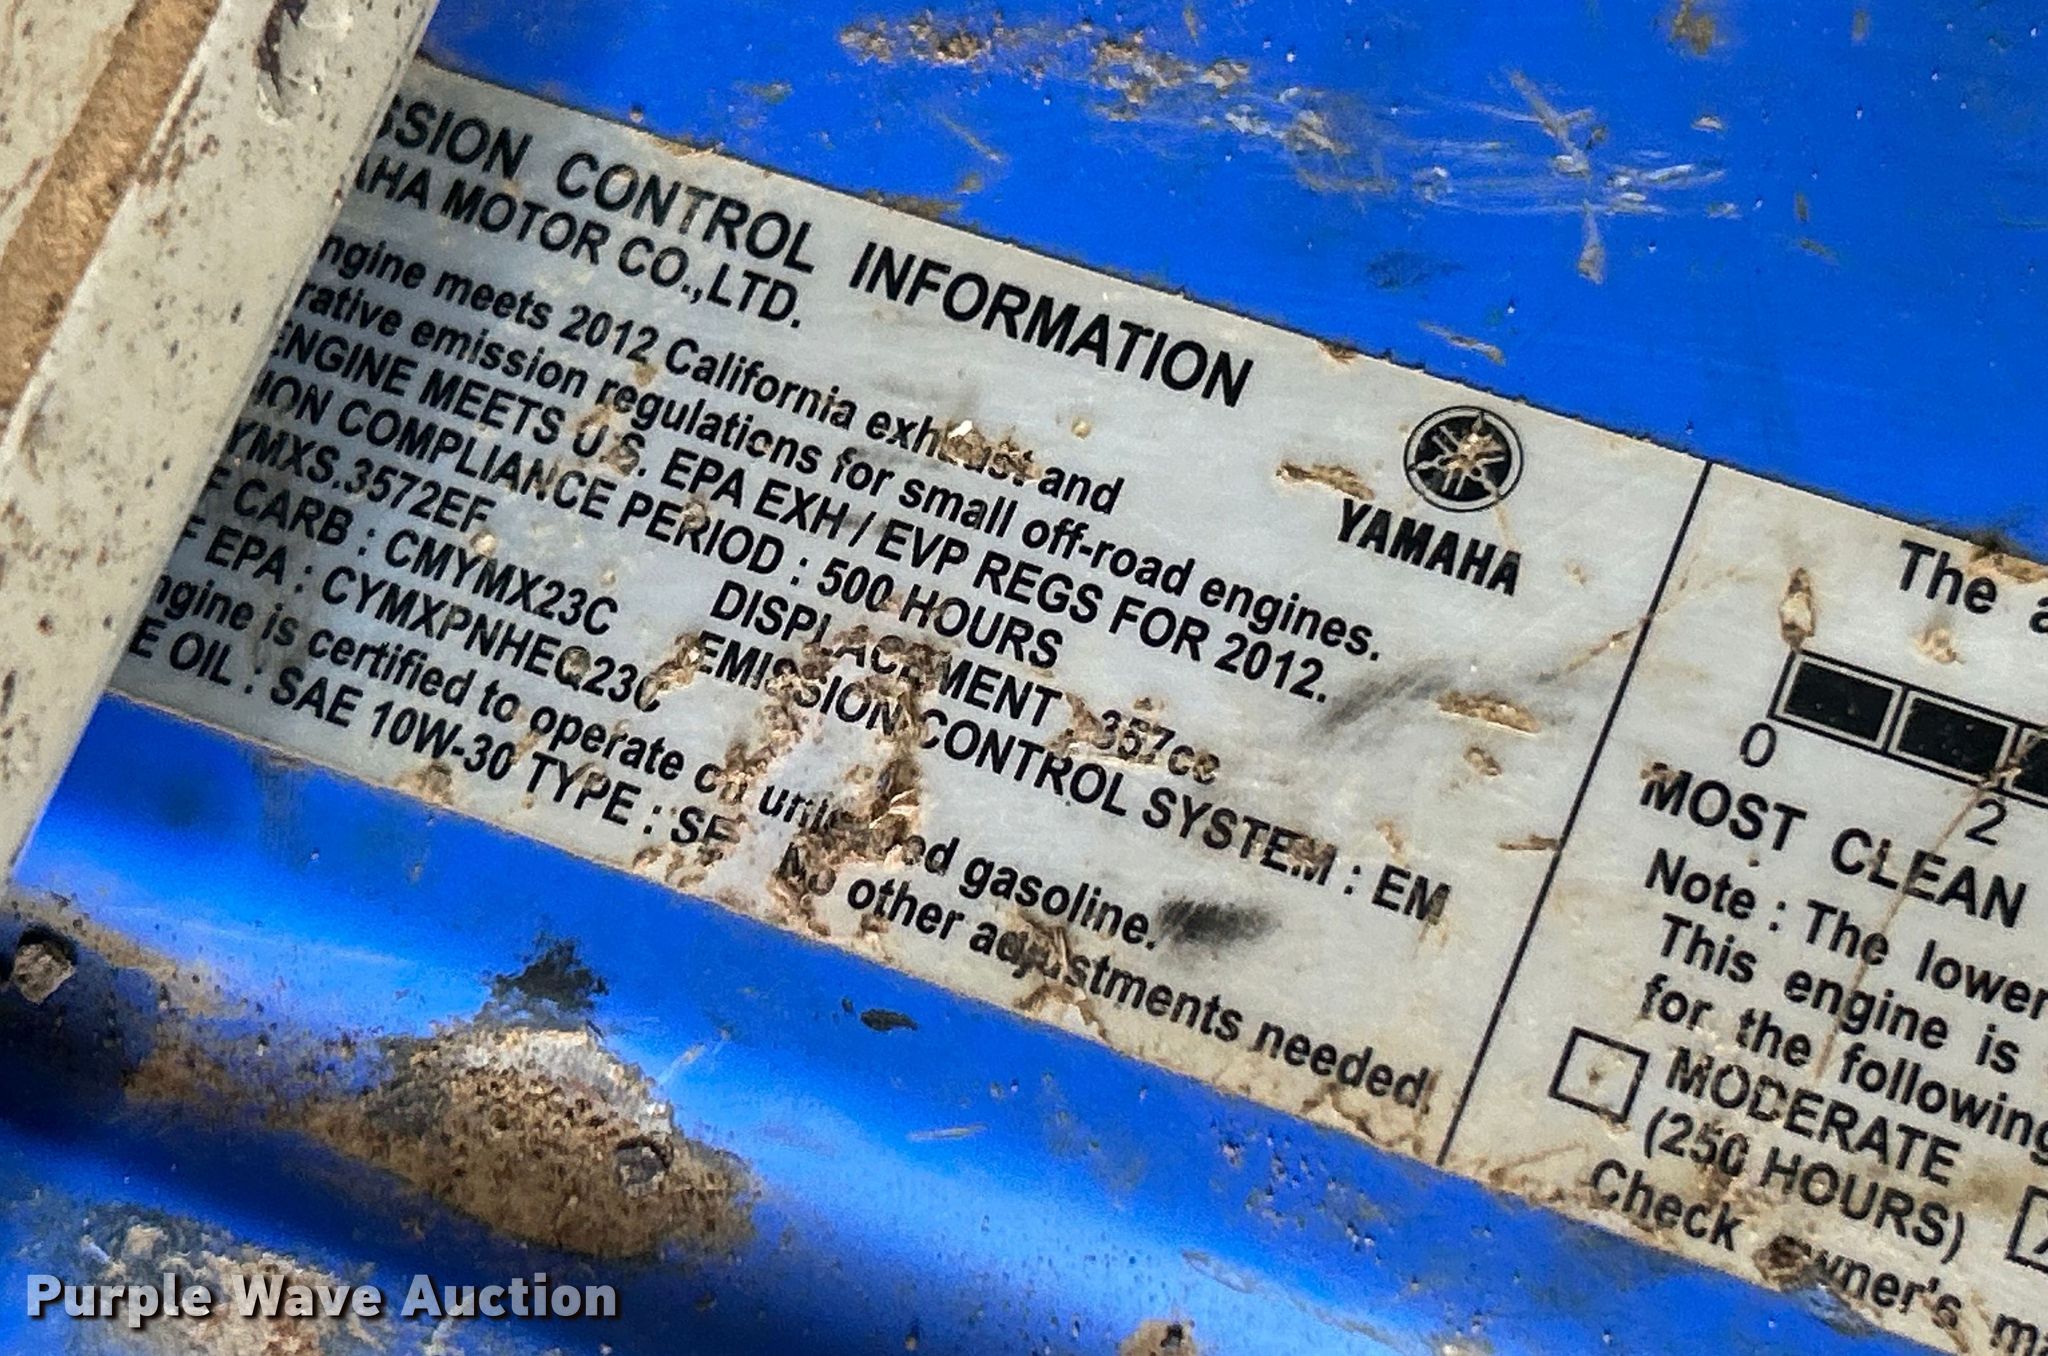 SSION CONTROL INFORMATION
AHA MOTOR CO.,LTD.
ngine meets 2012 California exhaust and
rative emission regulations for small off-road engines.
ENGINE MEETS U.S. EPA EXH / EVP REGS FOR 2012.
ION COMPLIANCE PERIOD : 500 HOURS
YMXS.3572EF DISPLACEMENT : 357cc
F CARB : CMYMX23C EMISSION CONTROL SYSTEM : EM
F EPA : CYMXPNHEQ23C
ngine is certified to operate on unleaded gasoline.
E OIL : SAE 10W-30 TYPE : SE No other adjustments needed
YAMAHA
The a
0 2
MOST CLEAN
Note : The lower
This engine is
for the following
MODERATE
(250 HOURS)
Check owner's ma
Purple Wave Auction